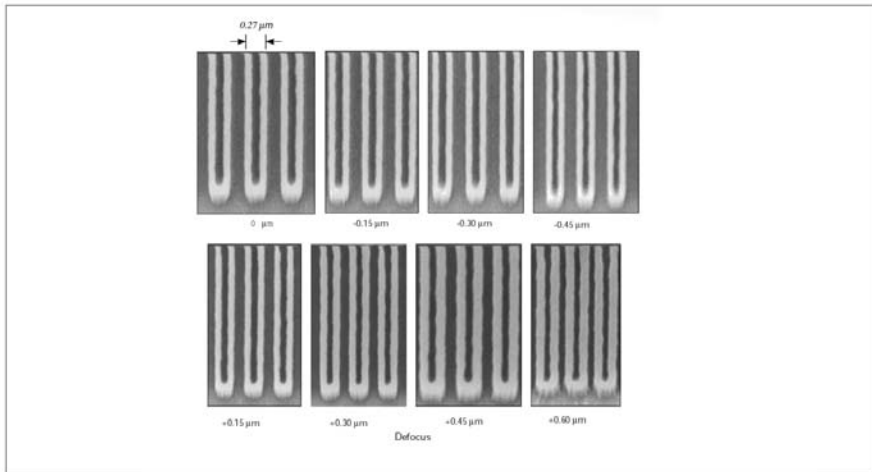 0.27 µm
0 µm
-0.15 µm
-0.30 µm
-0.45 µm
+0.15 µm
+0.30 µm
+0.45 µm
+0.60 µm
Defocus